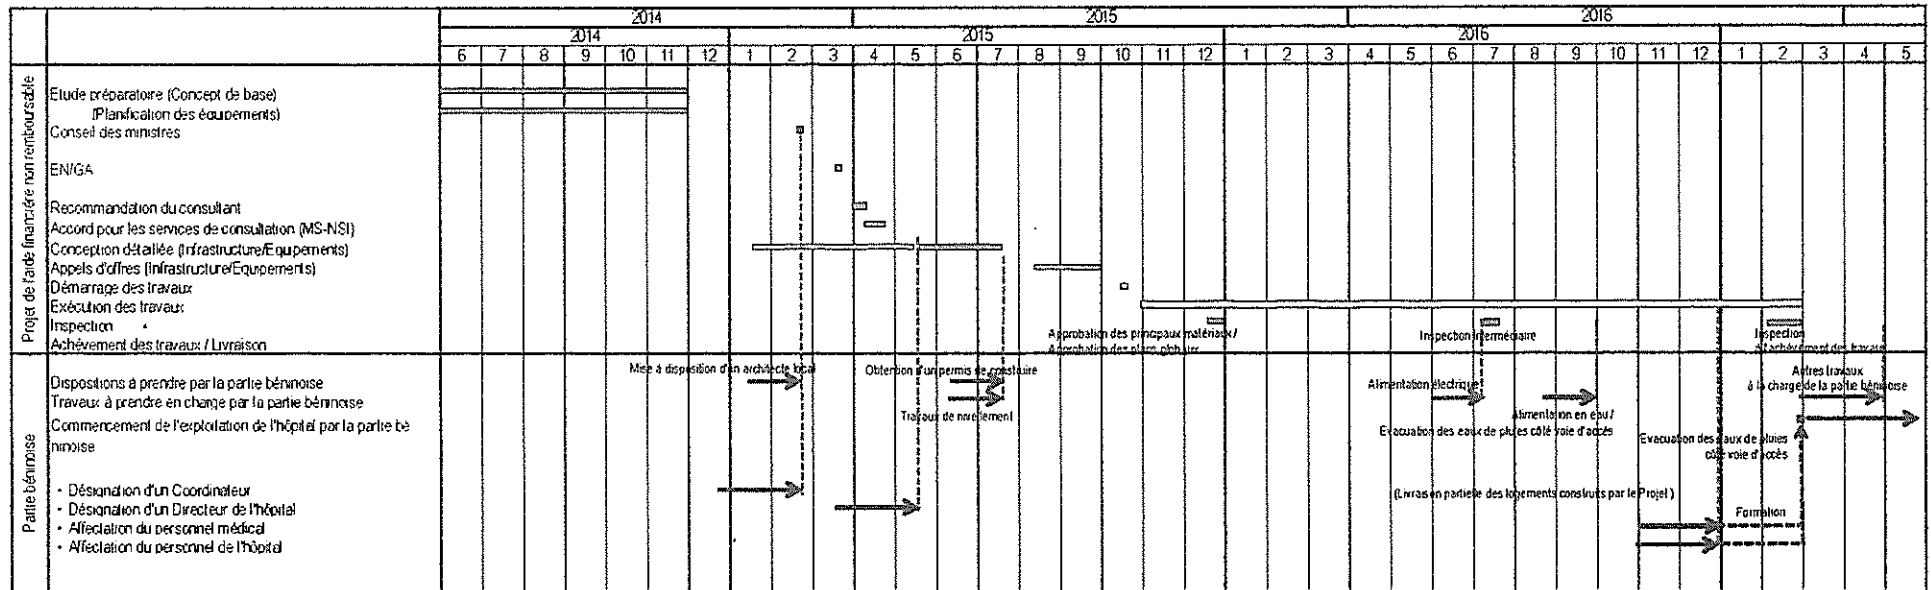 2014 2015 2016
2014 2015 2016
6 7 8 9 10 11 12 1 2 3 4 5 6 7 8 9 10 11 12 1 2 3 4 5 6 7 8 9 10 11 12 1 2 3 4 5
Projet de l'aide financière non remboursable
Etude préparatoire (Concept de base)
(Planification des équipements)
Conseil des ministres
EN/GA
Recommandation du consultant
Accord pour les services de consultation (MS-NSI)
Conception détaillée (Infrastructure/Equipements)
Appels d'offres (Infrastructure/Equipements)
Démarrage des travaux
Exécution des travaux
Inspection
Achévement des travaux / Livraison
Approbation des principaux matériaux /
Approbation des plans globaux
Inspection intermédiaire
Inspection
d'achévement des travaux
Partie béninoise
Dispositions à prendre par la partie béninoise
Travaux à prendre en charge par la partie béninoise
Commencement de l'exploitation de l'hôpital par la partie bé
ninoise
• Désignation d'un Coordinateur
• Désignation d'un Directeur de l'hôpital
• Affectation du personnel médical
• Affectation du personnel de l'hôpital
Mise à disposition d'un architecte local
Obtention d'un permis de construire
Travaux de nivellement
Alimentation électrique
Alimentation en eau /
Evacuation des eaux de pluies côté voie d'accès
Autres travaux
à la charge de la partie béninoise
Evacuation des eaux de pluies
côté voie d'accès
(Livraison partielle des logements construits par le Projet )
Formation